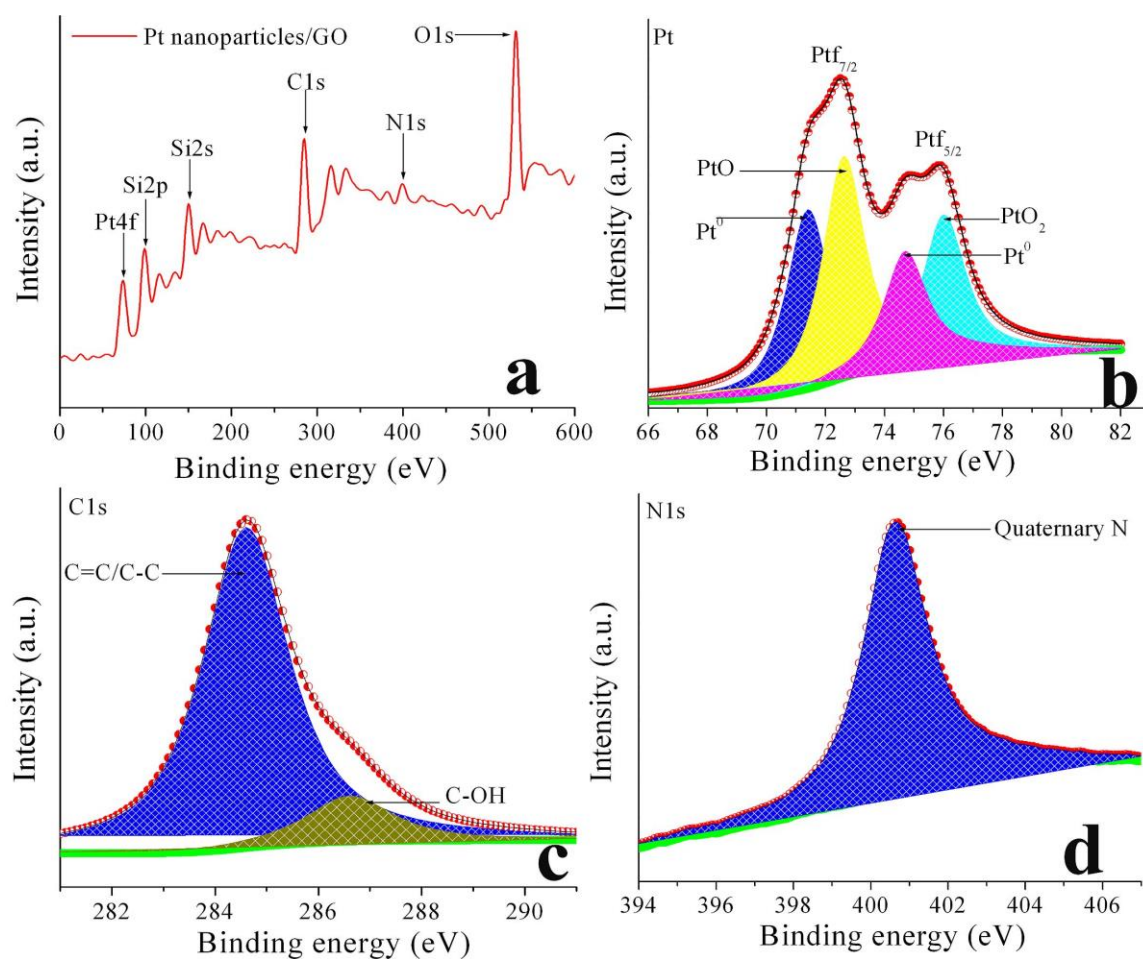 Pt nanoparticles/GO
O1s
C1s
N1s
Si2s
Si2p
Pt4f
Intensity (a.u.)
0 100 200 300 400 500 600
Binding energy (eV)
a
Pt
Ptf7/2
Ptf5/2
PtO
Pt0
PtO2
Pt0
Intensity (a.u.)
66 68 70 72 74 76 78 80 82
Binding energy (eV)
b
C1s
C=C/C-C
C-OH
Intensity (a.u.)
282 284 286 288 290
Binding energy (eV)
c
N1s
Quaternary N
Intensity (a.u.)
394 396 398 400 402 404 406
Binding energy (eV)
d